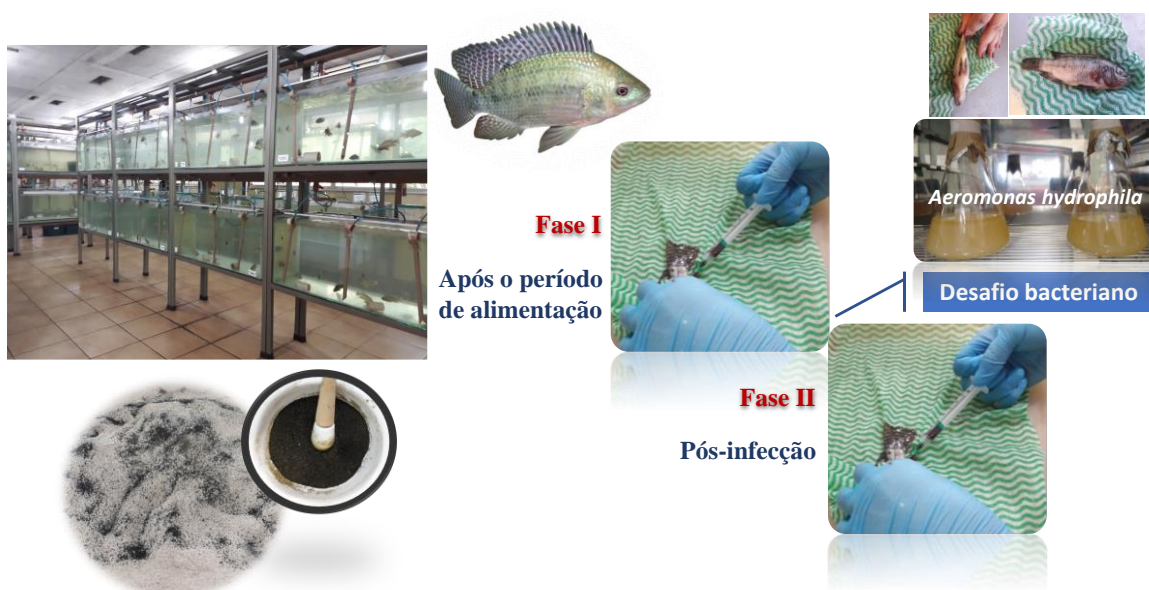 Fase I
Após o período
de alimentação
Aeromonas hydrophila
Desafio bacteriano
Fase II
Pós-infecção